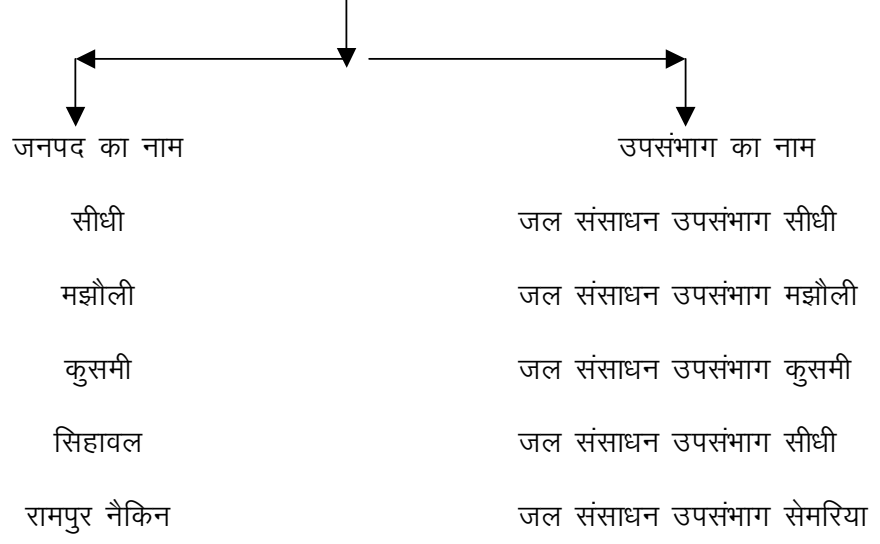 जनपद का नाम उपसंभाग का नाम
सीधी जल संसाधन उपसंभाग सीधी
मझौली जल संसाधन उपसंभाग मझौली
कुसमी जल संसाधन उपसंभाग कुसमी
सिहावल जल संसाधन उपसंभाग सीधी
रामपुर नैकिन जल संसाधन उपसंभाग सेमरिया